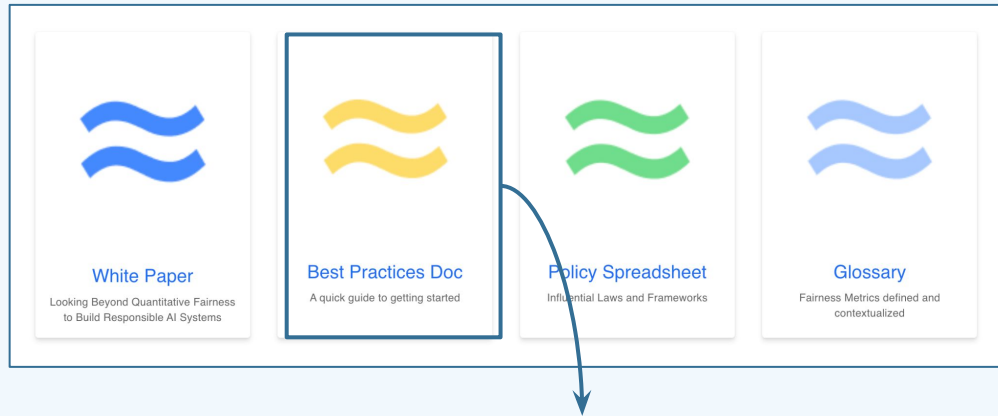 White Paper
Looking Beyond Quantitative Fairness
to Build Responsible AI Systems
Best Practices Doc
A quick guide to getting started
Policy Spreadsheet
Influential Laws and Frameworks
Glossary
Fairness Metrics defined and
contextualized